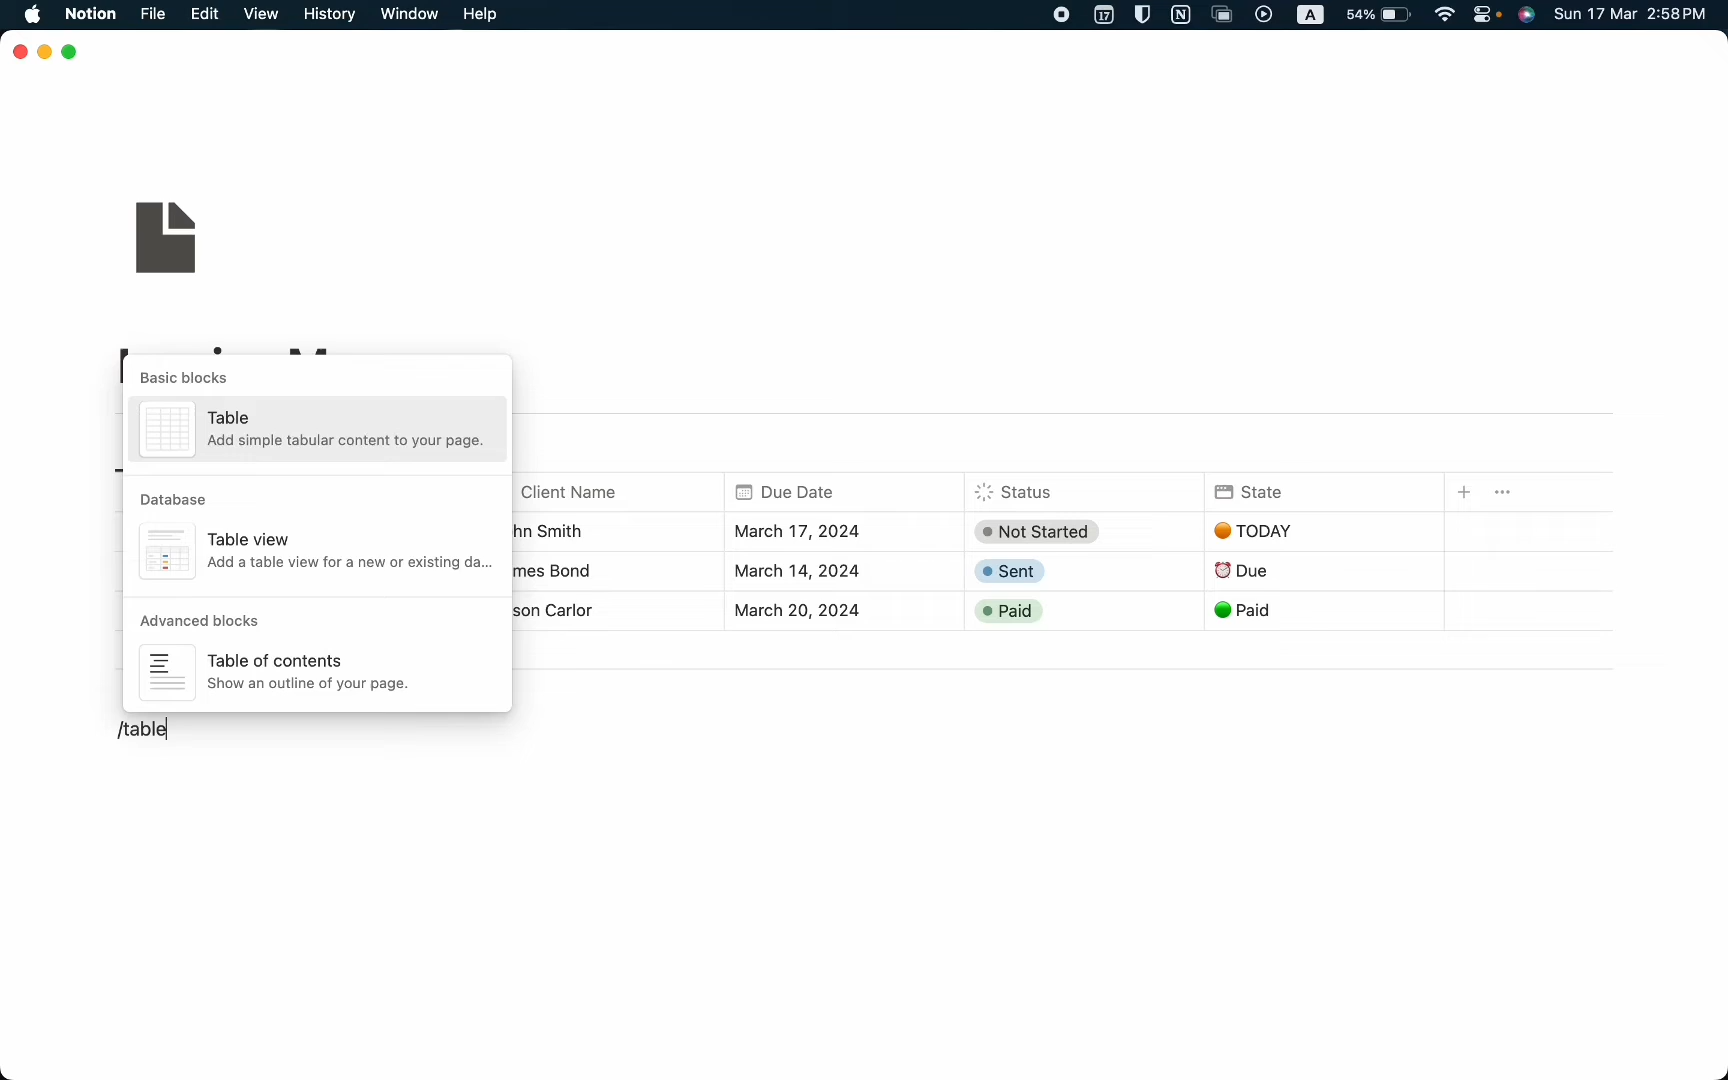 Notion File Edit View History Window Help 17 A 54% Sun 17 Mar 2:58 PM
Basic blocks
Table
Add simple tabular content to your page.
Database
Table view
Add a table view for a new or existing da...
Advanced blocks
Table of contents
Show an outline of your page.
Client Name Due Date Status State
hn Smith March 17, 2024 Not Started TODAY
mes Bond March 14, 2024 Sent Due
son Carlor March 20, 2024 Paid Paid
/table